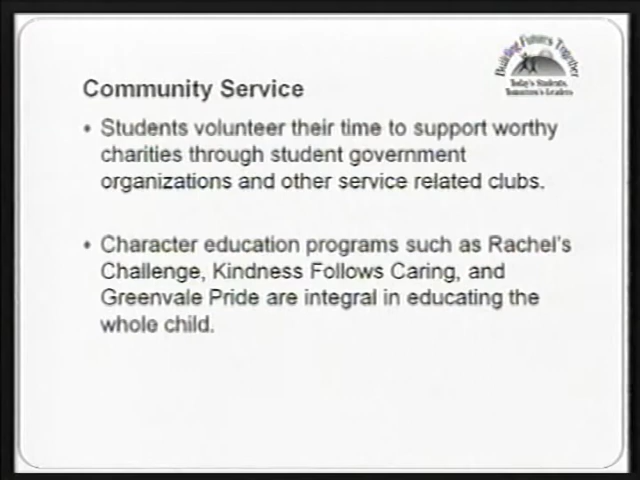 Building Futures Together
Today's Students,
Tomorrow's Leaders
Community Service
• Students volunteer their time to support worthy
charities through student government
organizations and other service related clubs.
• Character education programs such as Rachel's
Challenge, Kindness Follows Caring, and
Greenvale Pride are integral in educating the
whole child.